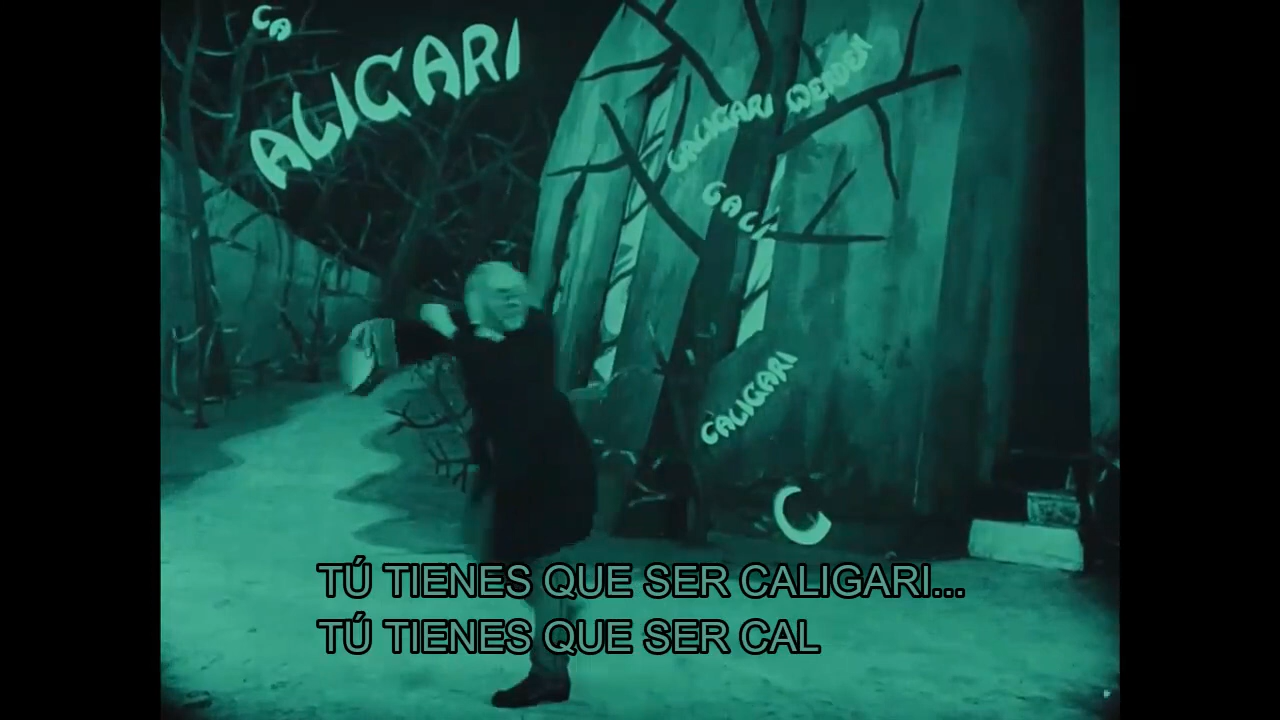 CA
ALIGARI
CALIGARI WERDEN
CALI
CALIGARI
C
TÚ TIENES QUE SER CALIGARI...
TÚ TIENES QUE SER CAL